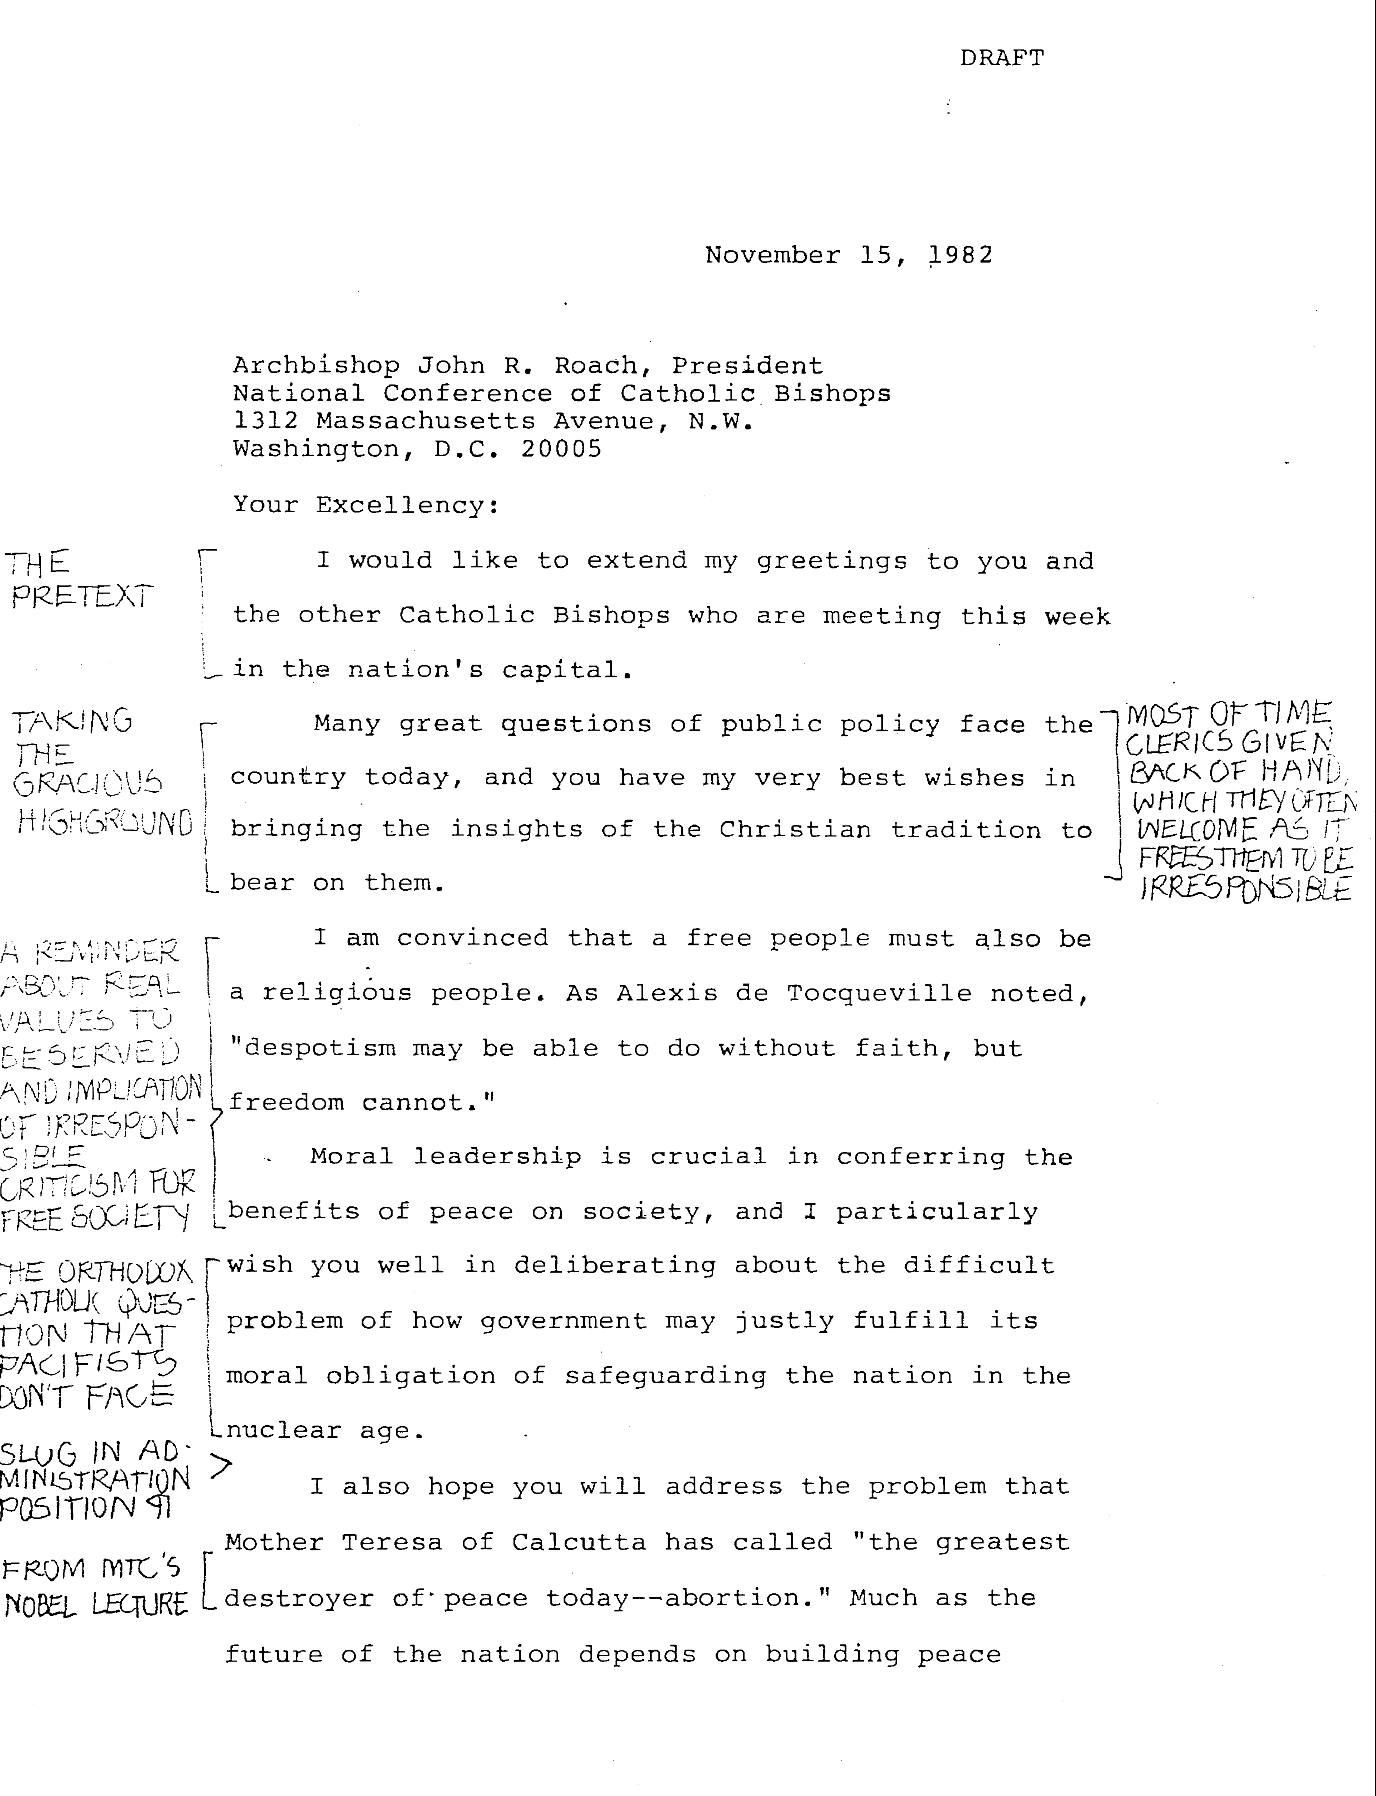 DRAFT
November 15, 1982
Archbishop John R. Roach, President
National Conference of Catholic Bishops
1312 Massachusetts Avenue, N.W.
Washington, D.C. 20005
Your Excellency:
THE
PRETEXT
I would like to extend my greetings to you and
the other Catholic Bishops who are meeting this week
in the nation's capital.
TAKING
THE
GRACIOUS
HIGHGROUND
Many great questions of public policy face the
country today, and you have my very best wishes in
bringing the insights of the Christian tradition to
bear on them.
MOST OF TIME
CLERICS GIVEN
BACK OF HAND,
WHICH THEY OFTEN
WELCOME AS IT
FREES THEM TO BE
IRRESPONSIBLE
A REMINDER
ABOUT REAL
VALUES TO
BE SERVED
AND IMPLICATION
OF IRRESPON-
SIBLE
CRITICISM FOR
FREE SOCIETY
I am convinced that a free people must also be
a religious people. As Alexis de Tocqueville noted,
"despotism may be able to do without faith, but
freedom cannot."
Moral leadership is crucial in conferring the
benefits of peace on society, and I particularly
THE ORTHODOX
CATHOLIC QUES-
TION THAT
PACIFISTS
DON'T FACE
wish you well in deliberating about the difficult
problem of how government may justly fulfill its
moral obligation of safeguarding the nation in the
nuclear age.
SLUG IN AD-
MINISTRATION
POSITION ¶
I also hope you will address the problem that
Mother Teresa of Calcutta has called "the greatest
destroyer of peace today--abortion." Much as the
future of the nation depends on building peace
FROM MTC'S
NOBEL LECTURE